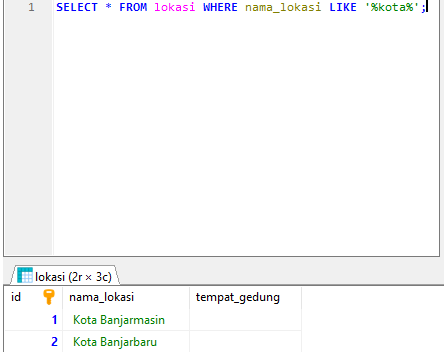 1 SELECT * FROM lokasi WHERE nama_lokasi LIKE '%kota%';
lokasi (2r × 3c)
id nama_lokasi tempat_gedung
1 Kota Banjarmasin
2 Kota Banjarbaru